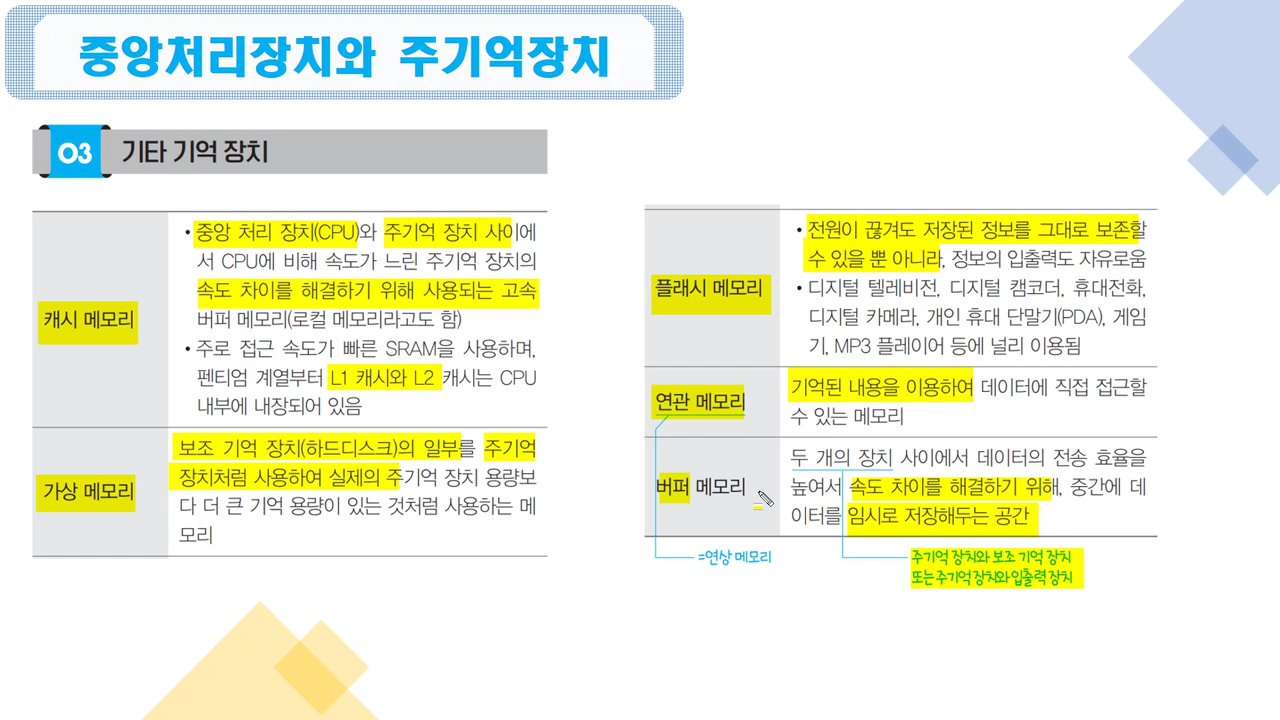 중앙처리장치와 주기억장치
03 기타 기억 장치
캐시 메모리
• 중앙 처리 장치(CPU)와 주기억 장치 사이에
서 CPU에 비해 속도가 느린 주기억 장치의
속도 차이를 해결하기 위해 사용되는 고속
버퍼 메모리(로컬 메모리라고도 함)
• 주로 접근 속도가 빠른 SRAM을 사용하며,
펜티엄 계열부터 L1 캐시와 L2 캐시는 CPU
내부에 내장되어 있음
가상 메모리
보조 기억 장치(하드디스크)의 일부를 주기억
장치처럼 사용하여 실제의 주기억 장치 용량보
다 더 큰 기억 용량이 있는 것처럼 사용하는 메
모리
플래시 메모리
• 전원이 끊겨도 저장된 정보를 그대로 보존할
수 있을 뿐 아니라, 정보의 입출력도 자유로움
• 디지털 텔레비전, 디지털 캠코더, 휴대전화,
디지털 카메라, 개인 휴대 단말기(PDA), 게임
기, MP3 플레이어 등에 널리 이용됨
연관 메모리
기억된 내용을 이용하여 데이터에 직접 접근할
수 있는 메모리
버퍼 메모리
두 개의 장치 사이에서 데이터의 전송 효율을
높여서 속도 차이를 해결하기 위해, 중간에 데
이터를 임시로 저장해두는 공간
=연상 메모리
주기억 장치와 보조 기억 장치
또는 주기억 장치와 입출력 장치